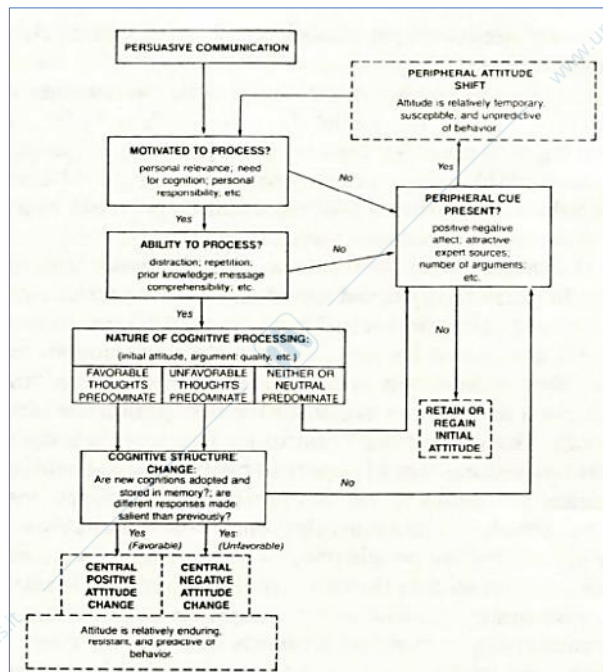 PERSUASIVE COMMUNICATION
PERIPHERAL ATTITUDE
SHIFT
Attitude is relatively temporary,
susceptible, and unpredictive
of behavior.
MOTIVATED TO PROCESS?
personal relevance; need
for cognition; personal
responsibility; etc.
No
Yes
Yes
PERIPHERAL CUE
PRESENT?
positive negative
affect; attractive
expert sources;
number of arguments;
etc.
ABILITY TO PROCESS?
distraction; repetition;
prior knowledge; message
comprehensibility; etc.
No
Yes
No
NATURE OF COGNITIVE PROCESSING:
(initial attitude, argument quality, etc.)
FAVORABLE
THOUGHTS
PREDOMINATE
UNFAVORABLE
THOUGHTS
PREDOMINATE
NEITHER OR
NEUTRAL
PREDOMINATE
RETAIN OR
REGAIN
INITIAL
ATTITUDE
COGNITIVE STRUCTURE
CHANGE:
Are new cognitions adopted and
stored in memory?; are
different responses made
salient than previously?
No
Yes
(Favorable)
Yes
(Unfavorable)
CENTRAL
POSITIVE
ATTITUDE
CHANGE
CENTRAL
NEGATIVE
ATTITUDE
CHANGE
Attitude is relatively enduring,
resistant, and predictive of
behavior.